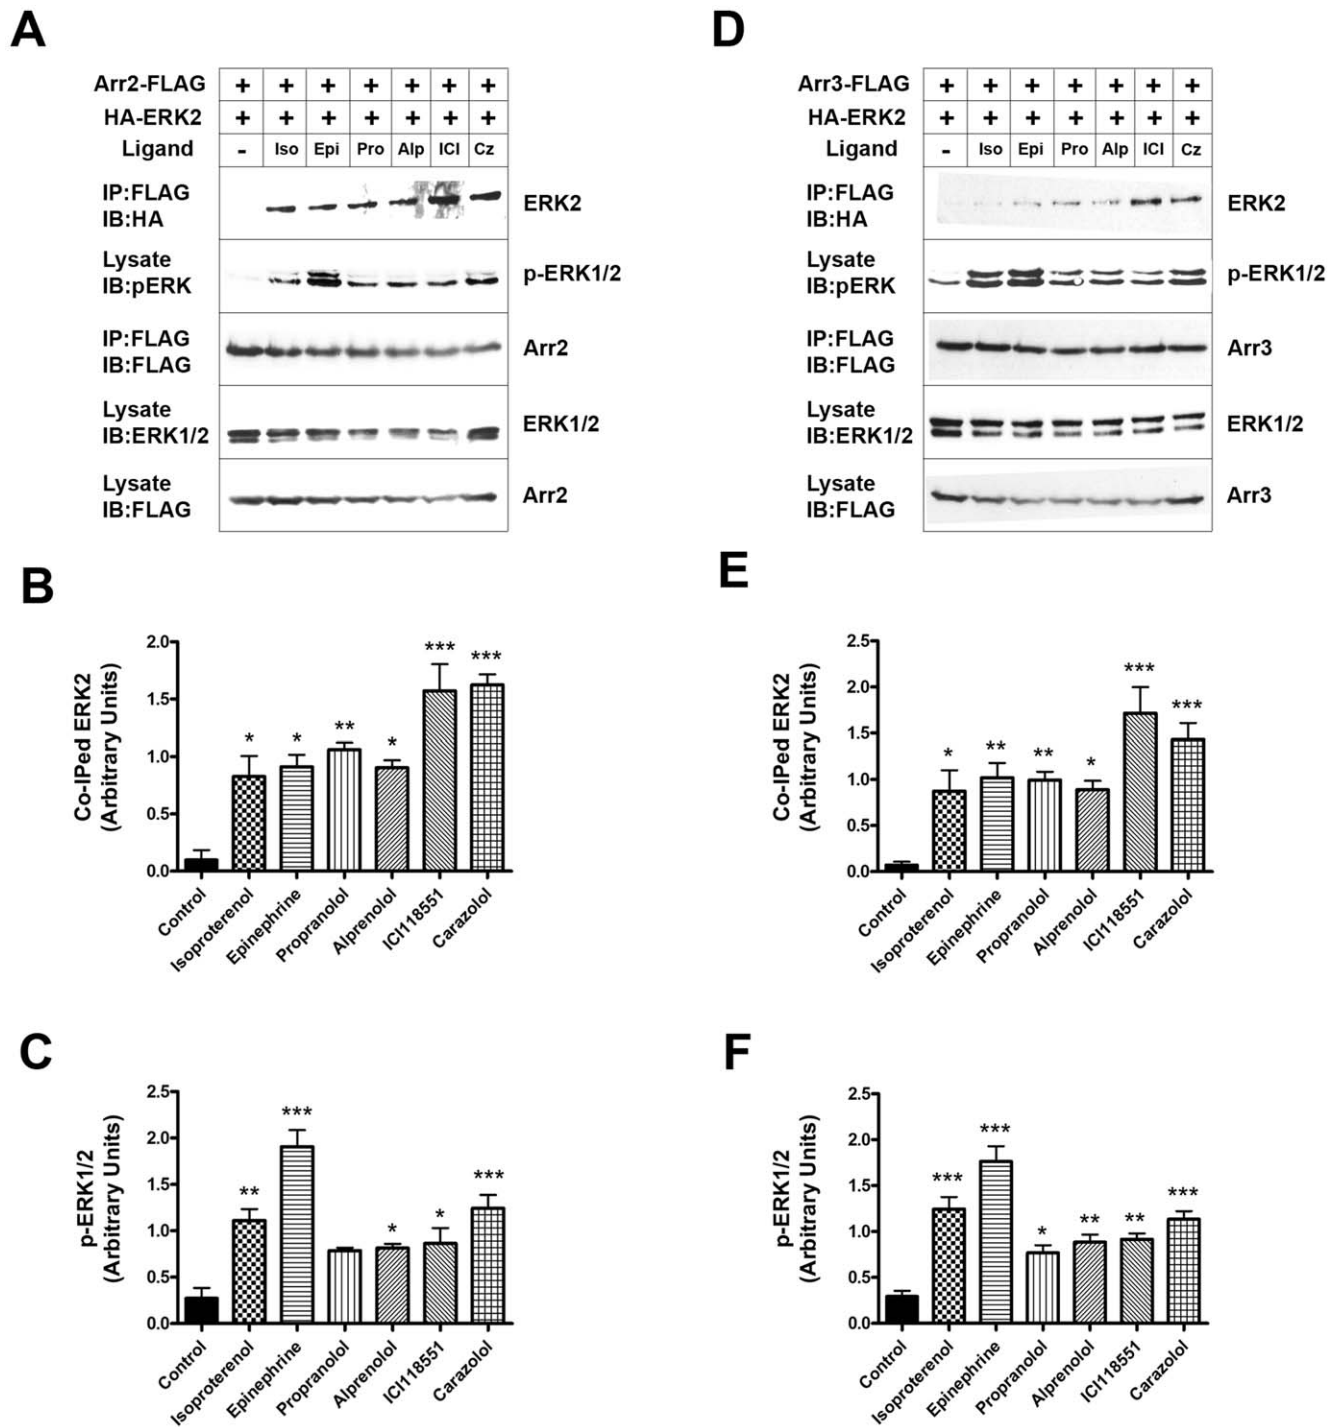 A
Arr2-FLAG + + + + + + +
HA-ERK2 + + + + + + +
Ligand - Iso Epi Pro Alp ICI Cz
IP:FLAG
IB:HA
ERK2
Lysate
IB:pERK
p-ERK1/2
IP:FLAG
IB:FLAG
Arr2
Lysate
IB:ERK1/2
ERK1/2
Lysate
IB:FLAG
Arr2
D
Arr3-FLAG + + + + + + +
HA-ERK2 + + + + + + +
Ligand - Iso Epi Pro Alp ICI Cz
IP:FLAG
IB:HA
ERK2
Lysate
IB:pERK
p-ERK1/2
IP:FLAG
IB:FLAG
Arr3
Lysate
IB:ERK1/2
ERK1/2
Lysate
IB:FLAG
Arr3
B
Co-IPed ERK2
(Arbitrary Units)
2.0
1.5
1.0
0.5
0.0
* * ** * *** ***
Control
Isoproterenol
Epinephrine
Propranolol
Alprenolol
ICI118551
Carazolol
E
Co-IPed ERK2
(Arbitrary Units)
2.5
2.0
1.5
1.0
0.5
0.0
* ** ** * *** ***
Control
Isoproterenol
Epinephrine
Propranolol
Alprenolol
ICI118551
Carazolol
C
p-ERK1/2
(Arbitrary Units)
2.5
2.0
1.5
1.0
0.5
0.0
** *** * * ***
Control
Isoproterenol
Epinephrine
Propranolol
Alprenolol
ICI118551
Carazolol
F
p-ERK1/2
(Arbitrary Units)
2.5
2.0
1.5
1.0
0.5
0.0
*** *** * ** ** ***
Control
Isoproterenol
Epinephrine
Propranolol
Alprenolol
ICI118551
Carazolol